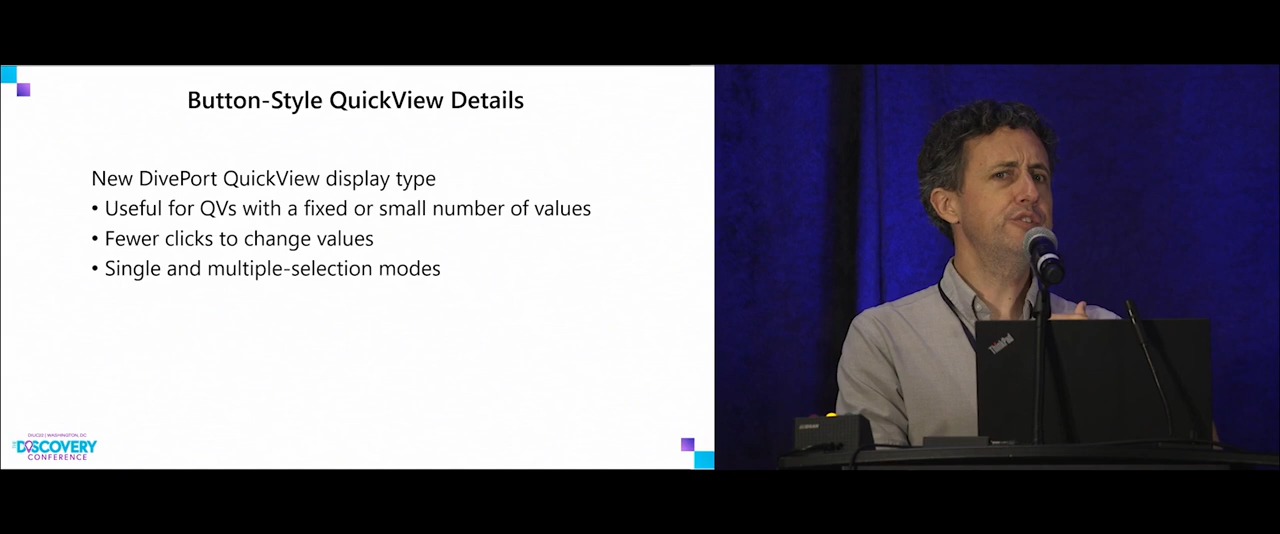 Button-Style QuickView Details
New DivePort QuickView display type
• Useful for QVs with a fixed or small number of values
• Fewer clicks to change values
• Single and multiple-selection modes
THE
DISCOVERY
CONFERENCE
ThinkPad